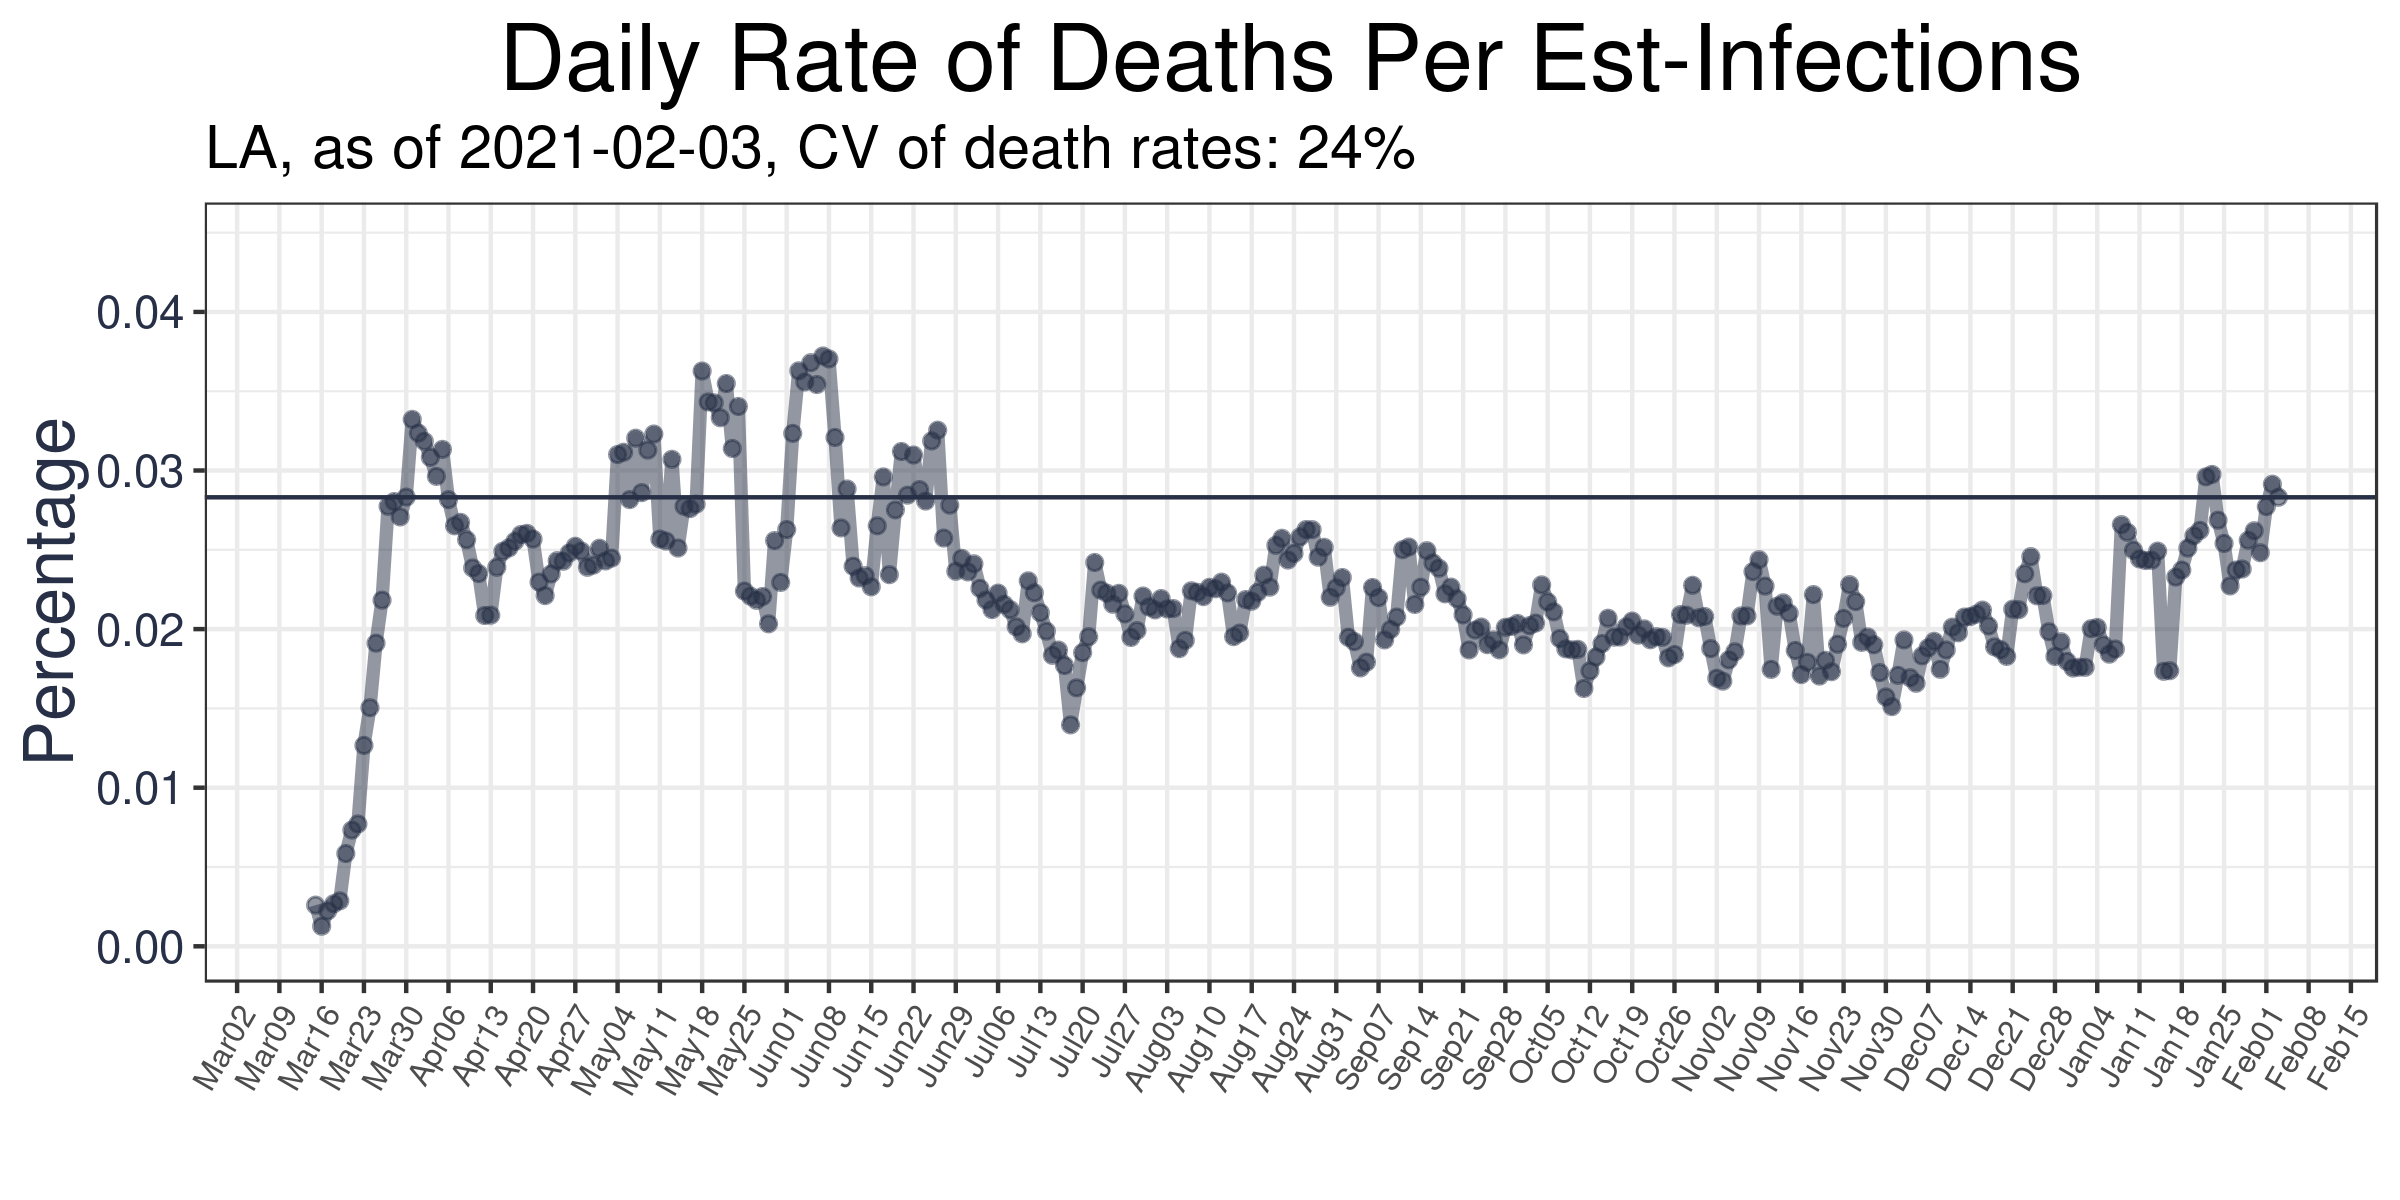 Daily Rate of Deaths Per Est-Infections
LA, as of 2021-02-03, CV of death rates: 24%
Percentage
0.04
0.03
0.02
0.01
0.00
Mar02
Mar09
Mar16
Mar23
Mar30
Apr06
Apr13
Apr20
Apr27
May04
May11
May18
May25
Jun01
Jun08
Jun15
Jun22
Jun29
Jul06
Jul13
Jul20
Jul27
Aug03
Aug10
Aug17
Aug24
Aug31
Sep07
Sep14
Sep21
Sep28
Oct05
Oct12
Oct19
Oct26
Nov02
Nov09
Nov16
Nov23
Nov30
Dec07
Dec14
Dec21
Dec28
Jan04
Jan11
Jan18
Jan25
Feb01
Feb08
Feb15